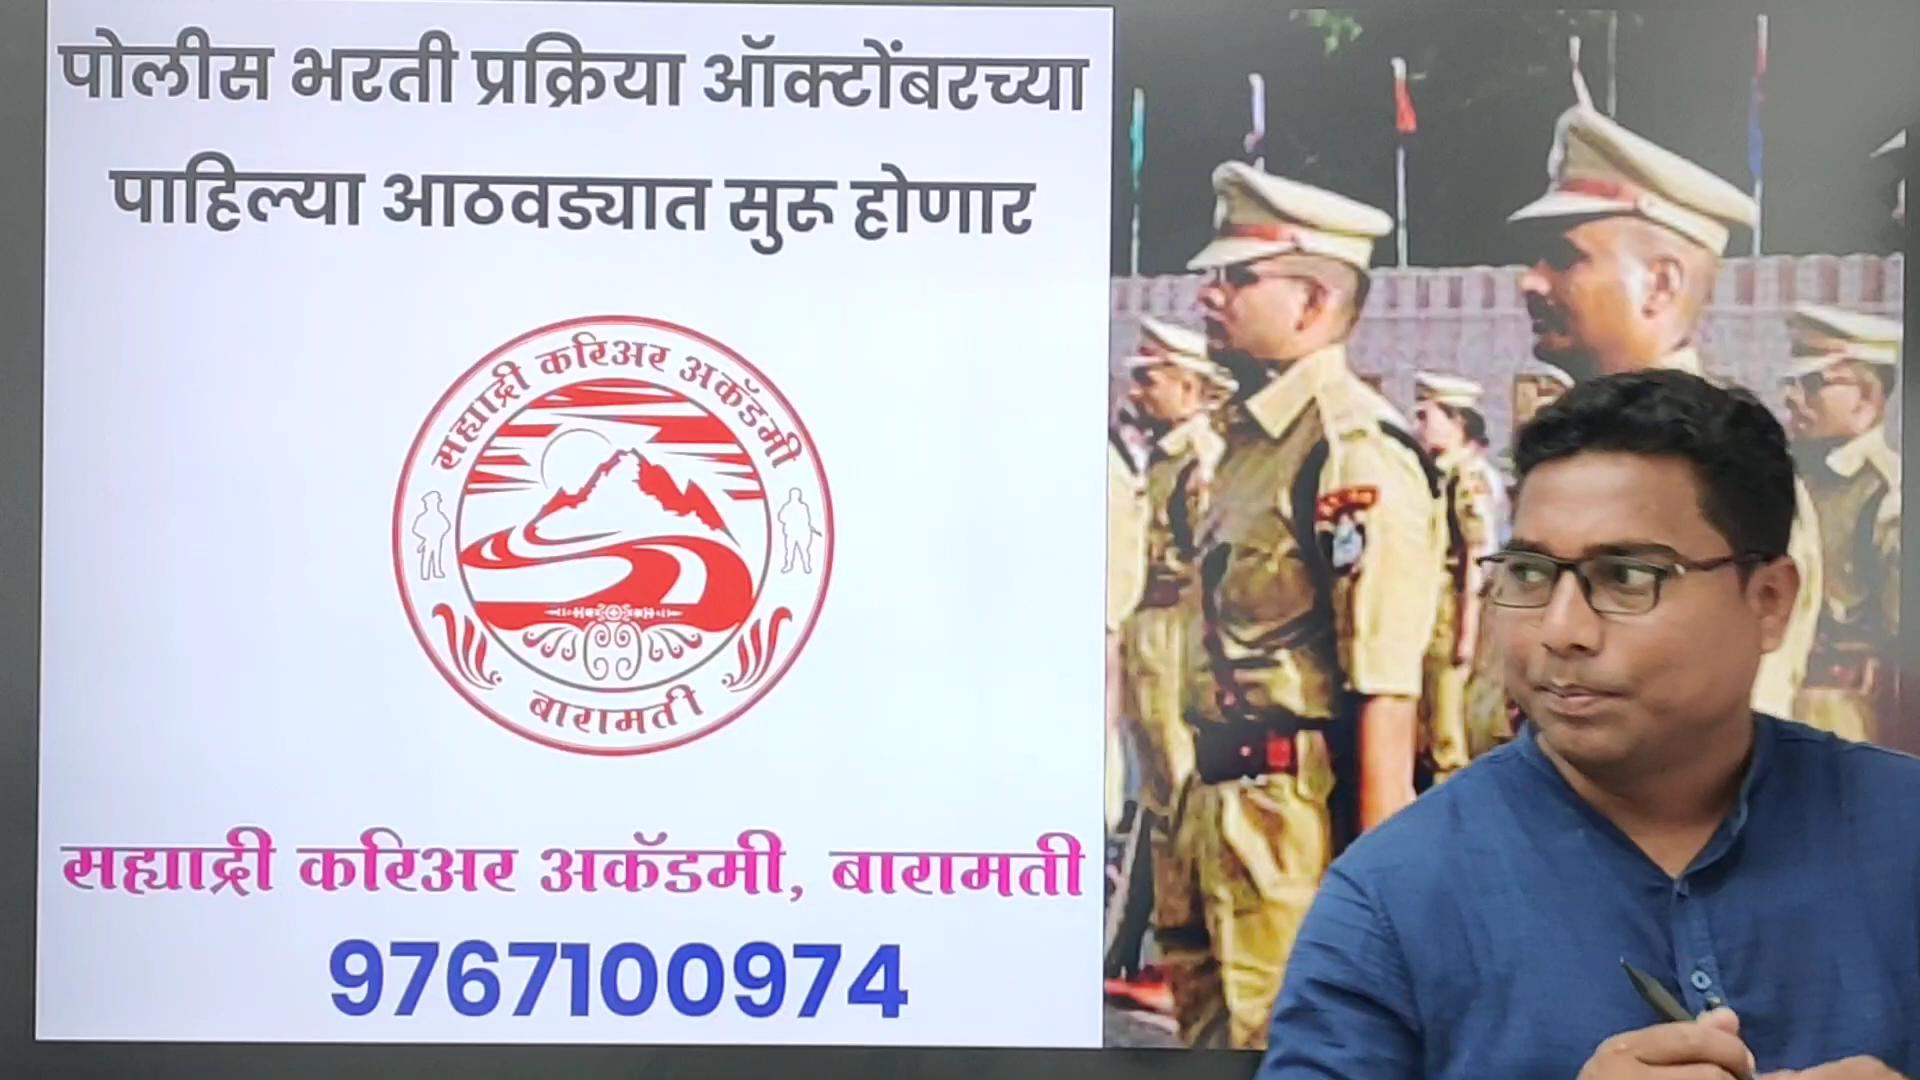 पोलीस भरती प्रक्रिया ऑक्टोंबरच्या
पाहिल्या आठवड्यात सुरू होणार
सह्याद्री करिअर अकॅडमी
बारामती
सह्याद्री करिअर अकॅडमी, बारामती
9767100974